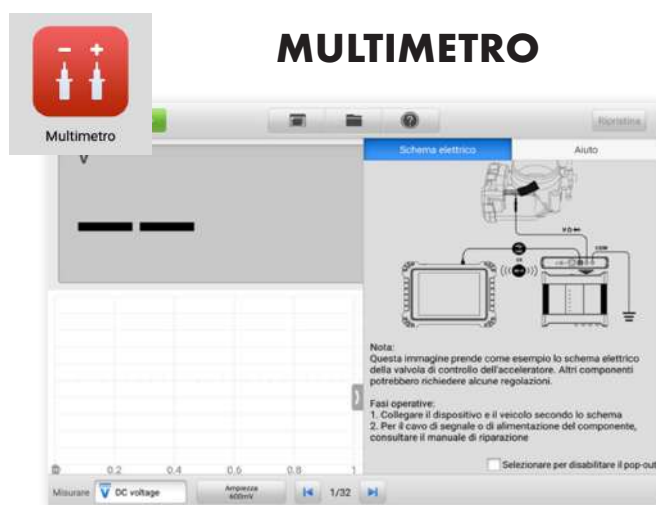 MULTIMETRO
- +
Multimetro
Ripristina
Schema elettrico
Aiuto
V
COM
Nota:
Questa immagine prende come esempio lo schema elettrico
della valvola di controllo dell'acceleratore. Altri componenti
potrebbero richiedere alcune regolazioni.
Fasi operative:
1. Collegare il dispositivo e il veicolo secondo lo schema
2. Per il cavo di segnale o di alimentazione del componente,
consultare il manuale di riparazione
0 0.2 0.4 0.6 0.8 1
Selezionare per disabilitare il pop-out
Misurare
V DC voltage
Ampiezza
600mV
1/32